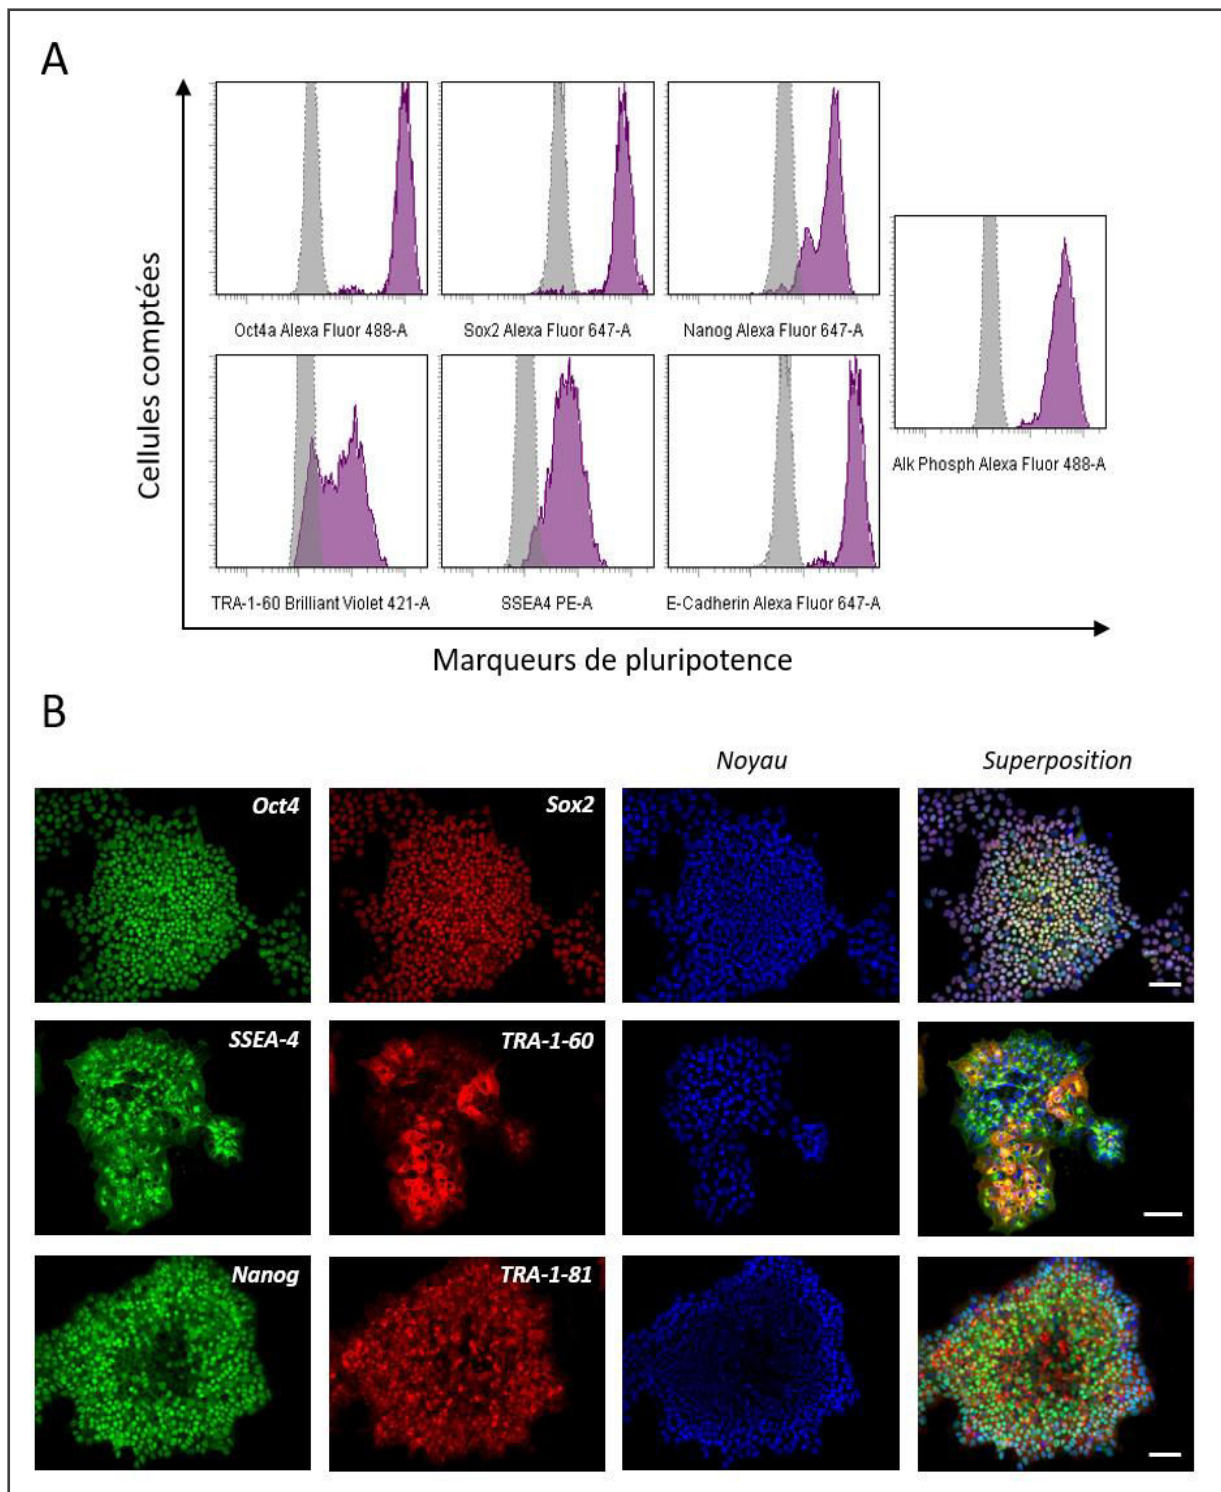 A
Cellules comptées
Oct4a Alexa Fluor 488-A
Sox2 Alexa Fluor 647-A
Nanog Alexa Fluor 647-A
Alk Phosph Alexa Fluor 488-A
TRA-1-60 Brilliant Violet 421-A
SSEA4 PE-A
E-Cadherin Alexa Fluor 647-A
Marqueurs de pluripotence
B
Noyau
Superposition
Oct4
Sox2
SSEA-4
TRA-1-60
Nanog
TRA-1-81